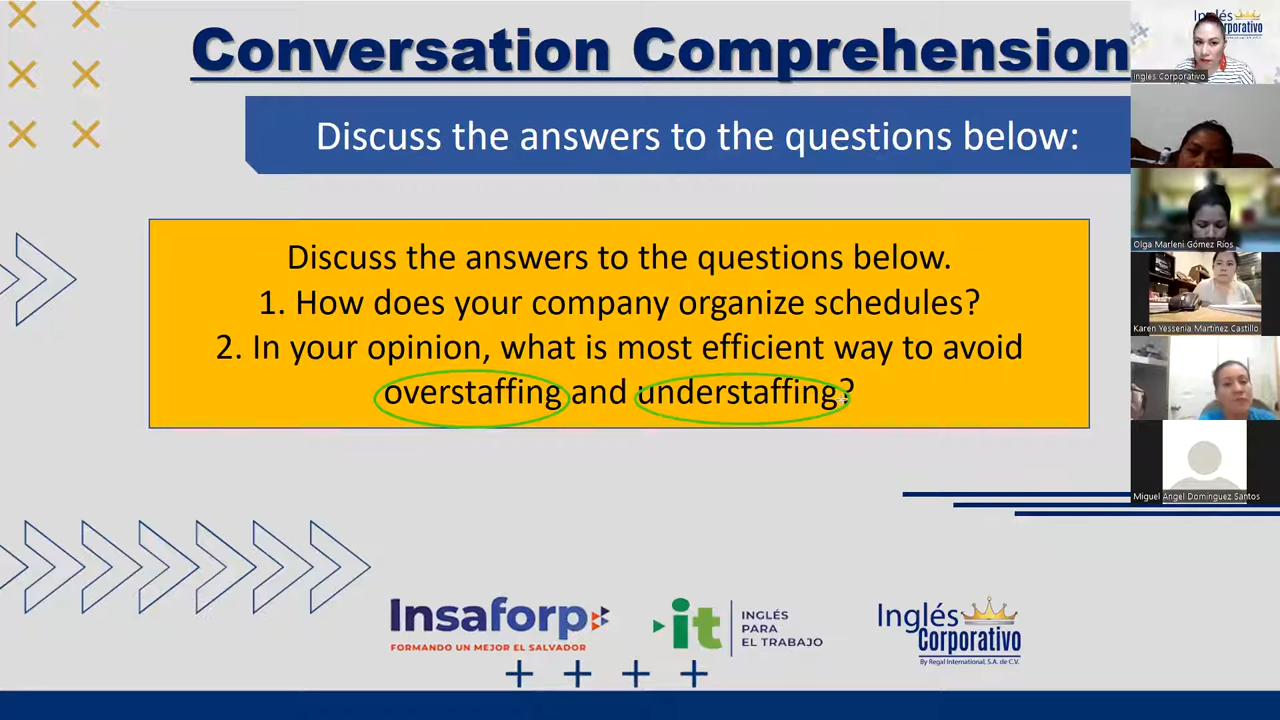 Conversation Comprehension
Discuss the answers to the questions below:
Discuss the answers to the questions below.
1. How does your company organize schedules?
2. In your opinion, what is most efficient way to avoid
overstaffing and understaffing?
Inglés
Corporativo
Ingles Corporativo
Olga Marleni Gómez Ríos
Karen Yessenia Martinez Castillo
Miguel Angel Dominguez Santos
Insaforp
FORMANDO UN MEJOR EL SALVADOR
it
INGLÉS
PARA
EL TRABAJO
Inglés
Corporativo
By Regal International, S.A. de C.V.